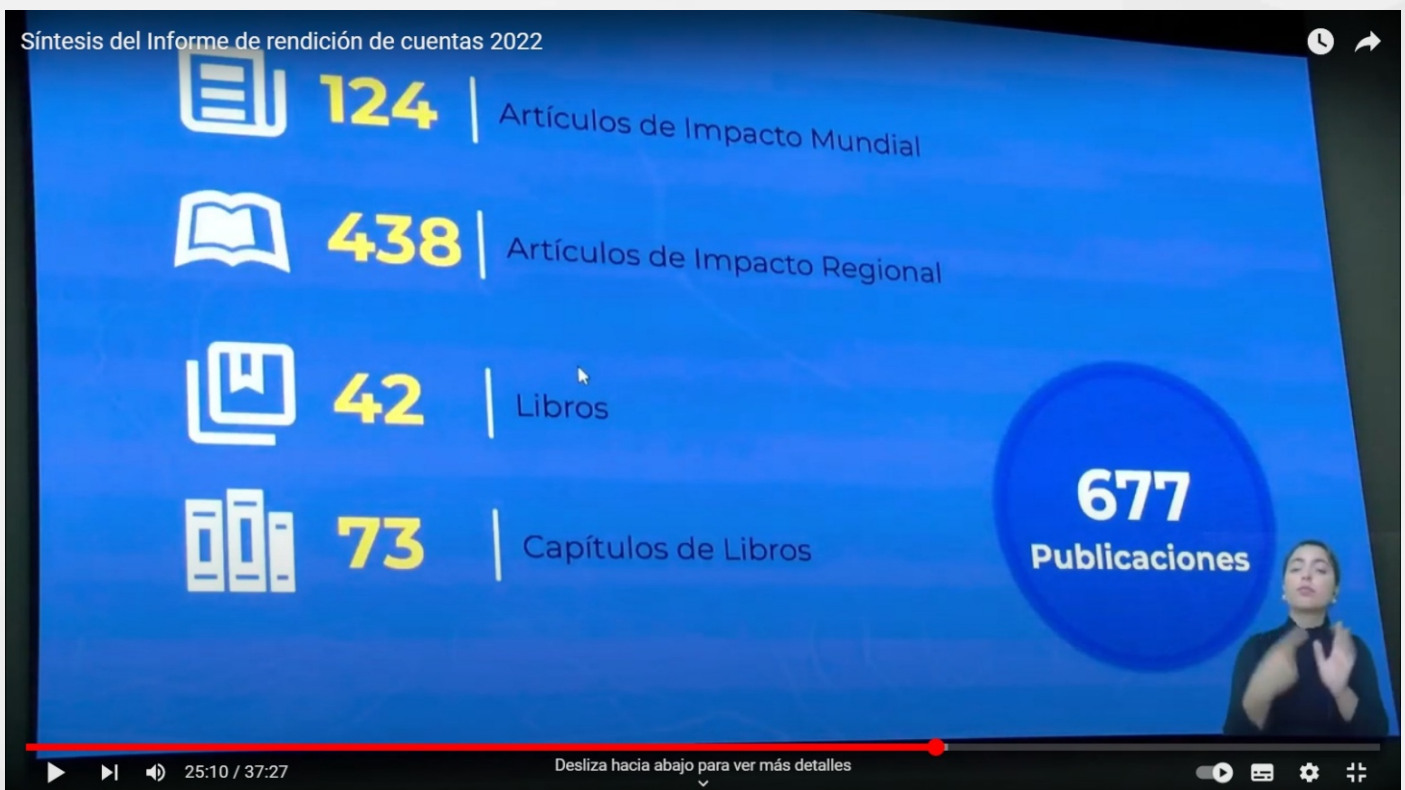 Síntesis del Informe de rendición de cuentas 2022
124 Artículos de Impacto Mundial
438 Artículos de Impacto Regional
42 Libros
73 Capítulos de Libros
677
Publicaciones
25:10 / 37:27
Desliza hacia abajo para ver más detalles